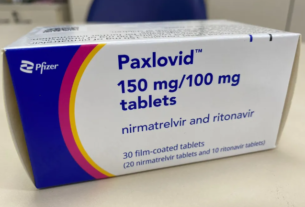 Pfizer
Paxlovid™
150 mg/100 mg
tablets
nirmatrelvir and ritonavir
30 film-coated tablets
(20 nirmatrelvir tablets and 10 ritonavir tablets)